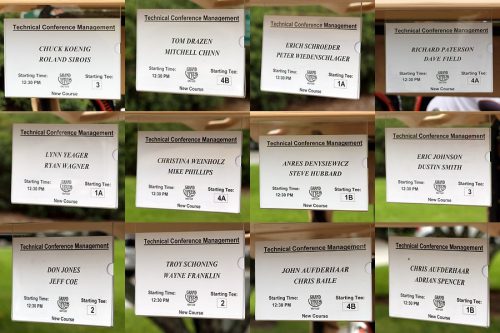 Technical Conference Management
CHUCK KOENIG
ROLAND SIROIS
Starting Time:
12:30 PM
Starting Tee:
3
New Course
Technical Conference Management
TOM DRAZEN
MITCHELL CHINN
Starting Time:
12:30 PM
Starting Tee:
4B
New Course
Technical Conference Management
ERICH SCHROEDER
PETER WIEDENSCHLAGER
Starting Time:
12:30 PM
Starting Tee:
1A
New Course
Technical Conference Management
RICHARD PATERSON
DAVE FIELD
Starting Time:
12:30 PM
Starting Tee:
4A
New Course
Technical Conference Management
LYNN YEAGER
RYAN WAGNER
Starting Time:
12:30 PM
Starting Tee:
1A
New Course
Technical Conference Management
CHRISTINA WEINHOLZ
MIKE PHILLIPS
Starting Time:
12:30 PM
Starting Tee:
4A
New Course
Technical Conference Management
ANRES DENYSIEWICZ
STEVE HUBBARD
Starting Time:
12:30 PM
Starting Tee:
1B
New Course
Technical Conference Management
ERIC JOHNSON
DUSTIN SMITH
Starting Time:
12:30 PM
Starting Tee:
3
New Course
Technical Conference Management
DON JONES
JEFF COE
Starting Time:
12:30 PM
Starting Tee:
2
New Course
Technical Conference Management
TROY SCHONING
WAYNE FRANKLIN
Starting Time:
12:30 PM
Starting Tee:
2
New Course
Technical Conference Management
JOHN AUFDERHAAR
CHRIS BAILE
Starting Time:
12:30 PM
Starting Tee:
4B
New Course
Technical Conference Management
CHRIS AUFDERHAAR
ADRIAN SPENCER
Starting Time:
12:30 PM
Starting Tee:
1B
New Course